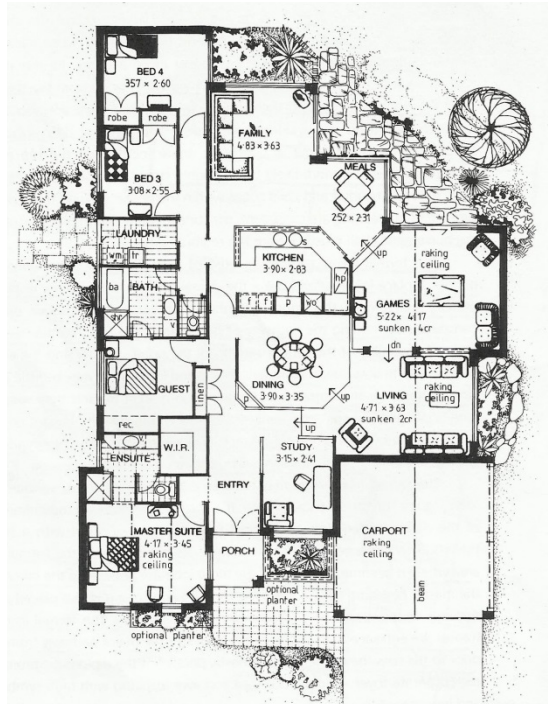 BED 4
3·57 × 2·60
robe
robe
FAMILY
4·83 × 3·63
BED 3
3·08 × 2·55
MEALS
2·52 × 2·31
LAUNDRY
wm
tr
KITCHEN
3·90 × 2·83
s
hp
up
raking
ceiling
ba
BATH
f
f
p
wo
GAMES
5·22 × 4·17
sunken 4cr
shr
v
dn
GUEST
linen
DINING
3·90 × 3·35
p
up
LIVING
4·71 × 3·63
sunken 2cr
raking
ceiling
rec.
up
ENSUITE
W.I.R.
STUDY
3·15 × 2·41
ENTRY
MASTER SUITE
4·17 × 3·45
raking
ceiling
PORCH
CARPORT
raking
ceiling
optional
planter
beam
optional planter